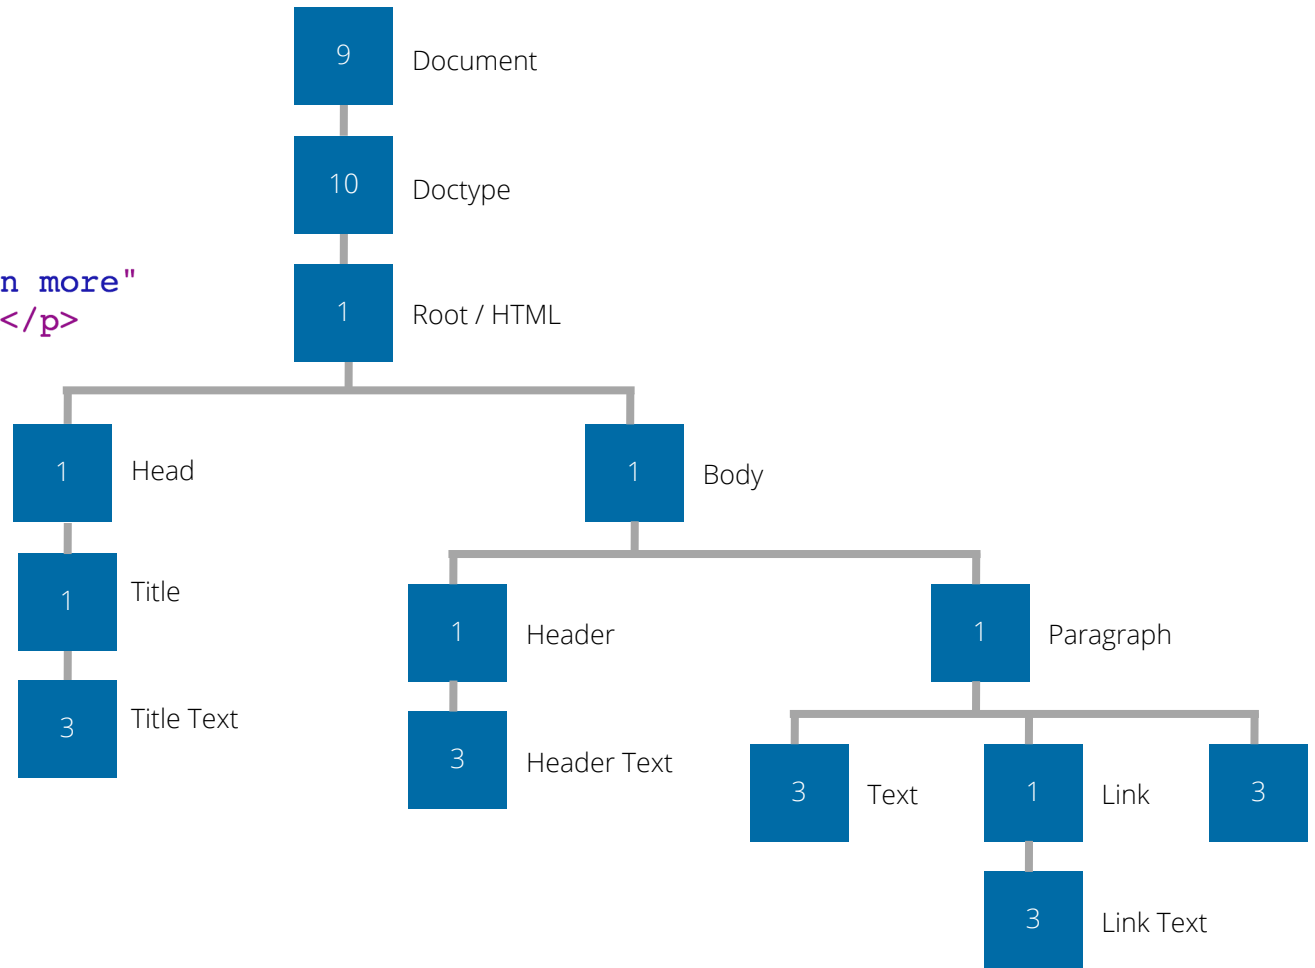 9 Document
10 Doctype
n more"
</p>
1 Root / HTML
1 Head
1 Body
1 Title
1 Header
1 Paragraph
3 Title Text
3 Header Text
3 Text
1 Link
3
3 Link Text